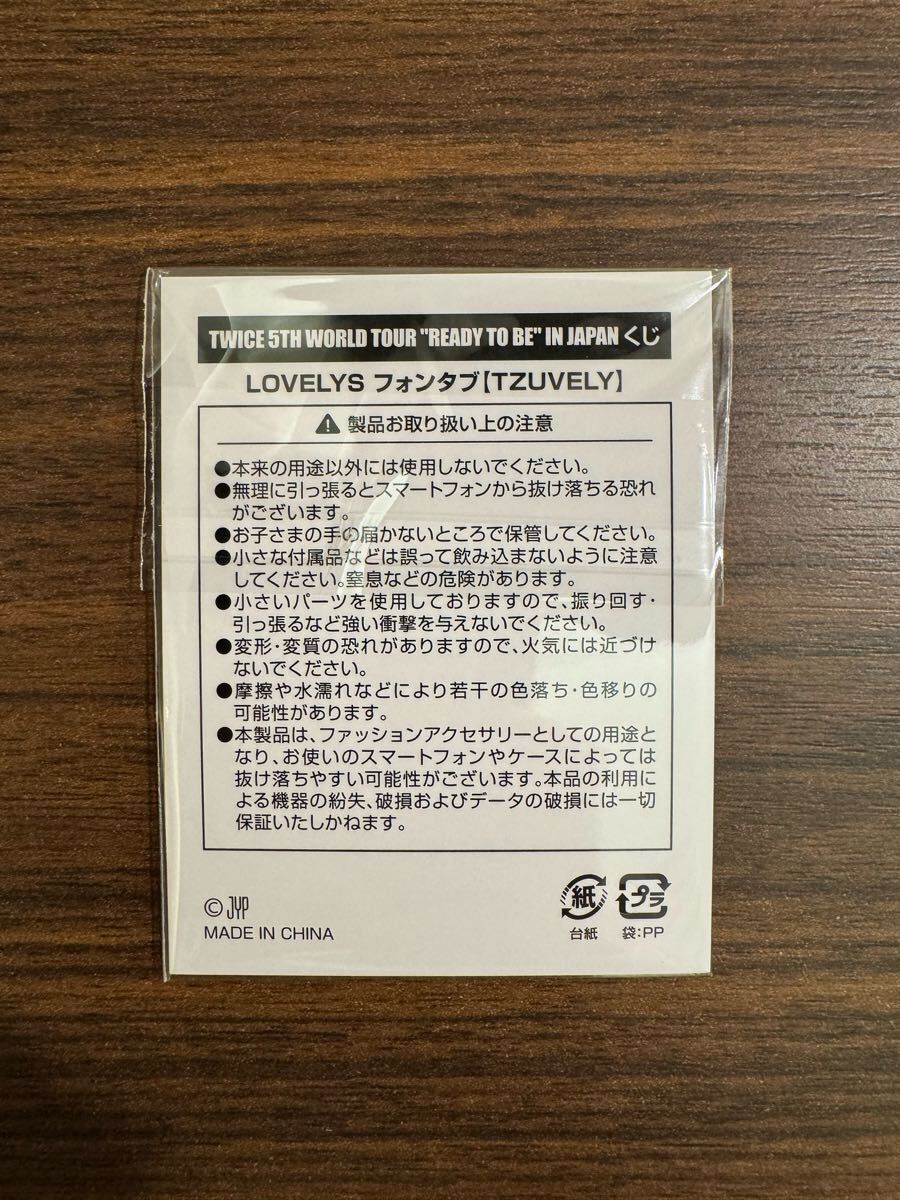 TWICE 5TH WORLD TOUR "READY TO BE" IN JAPAN くじ
LOVELYS フォンタブ【TZUVELY】
⚠ 製品お取り扱い上の注意
●本来の用途以外には使用しないでください。
●無理に引っ張るとスマートフォンから抜け落ちる恐れ
がございます。
●お子さまの手の届かないところで保管してください。
●小さな付属品などは誤って飲み込まないように注意
してください。窒息などの危険があります。
●小さいパーツを使用しておりますので、振り回す・
引っ張るなど強い衝撃を与えないでください。
●変形・変質の恐れがありますので、火気には近づけ
ないでください。
●摩擦や水濡れなどにより若干の色落ち・色移りの
可能性があります。
●本製品は、ファッションアクセサリーとしての用途と
なり、お使いのスマートフォンやケースによっては
抜け落ちやすい可能性がございます。本品の利用に
よる機器の紛失、破損およびデータの破損には一切
保証いたしかねます。
© JYP
MADE IN CHINA
紙
台紙
プラ
袋:PP